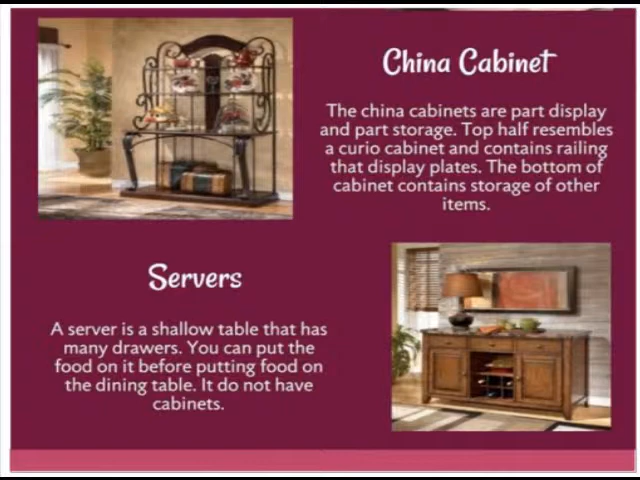 China Cabinet
The china cabinets are part display
and part storage. Top half resembles
a curio cabinet and contains railing
that display plates. The bottom of
cabinet contains storage of other
items.
Servers
A server is a shallow table that has
many drawers. You can put the
food on it before putting food on
the dining table. It do not have
cabinets.